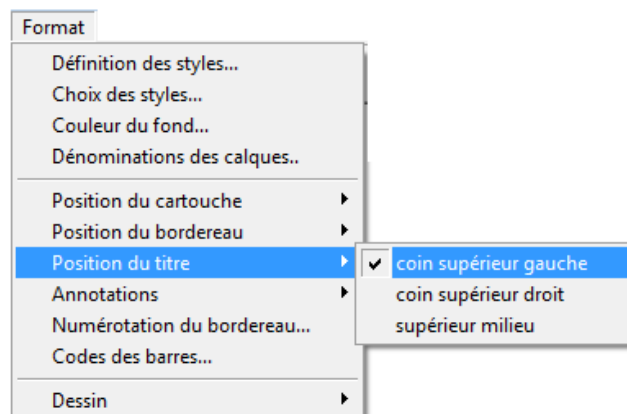 Format
Définition des styles...
Choix des styles...
Couleur du fond...
Dénominations des calques..
Position du cartouche
Position du bordereau
Position du titre
coin supérieur gauche
Annotations
coin supérieur droit
Numérotation du bordereau...
supérieur milieu
Codes des barres...
Dessin